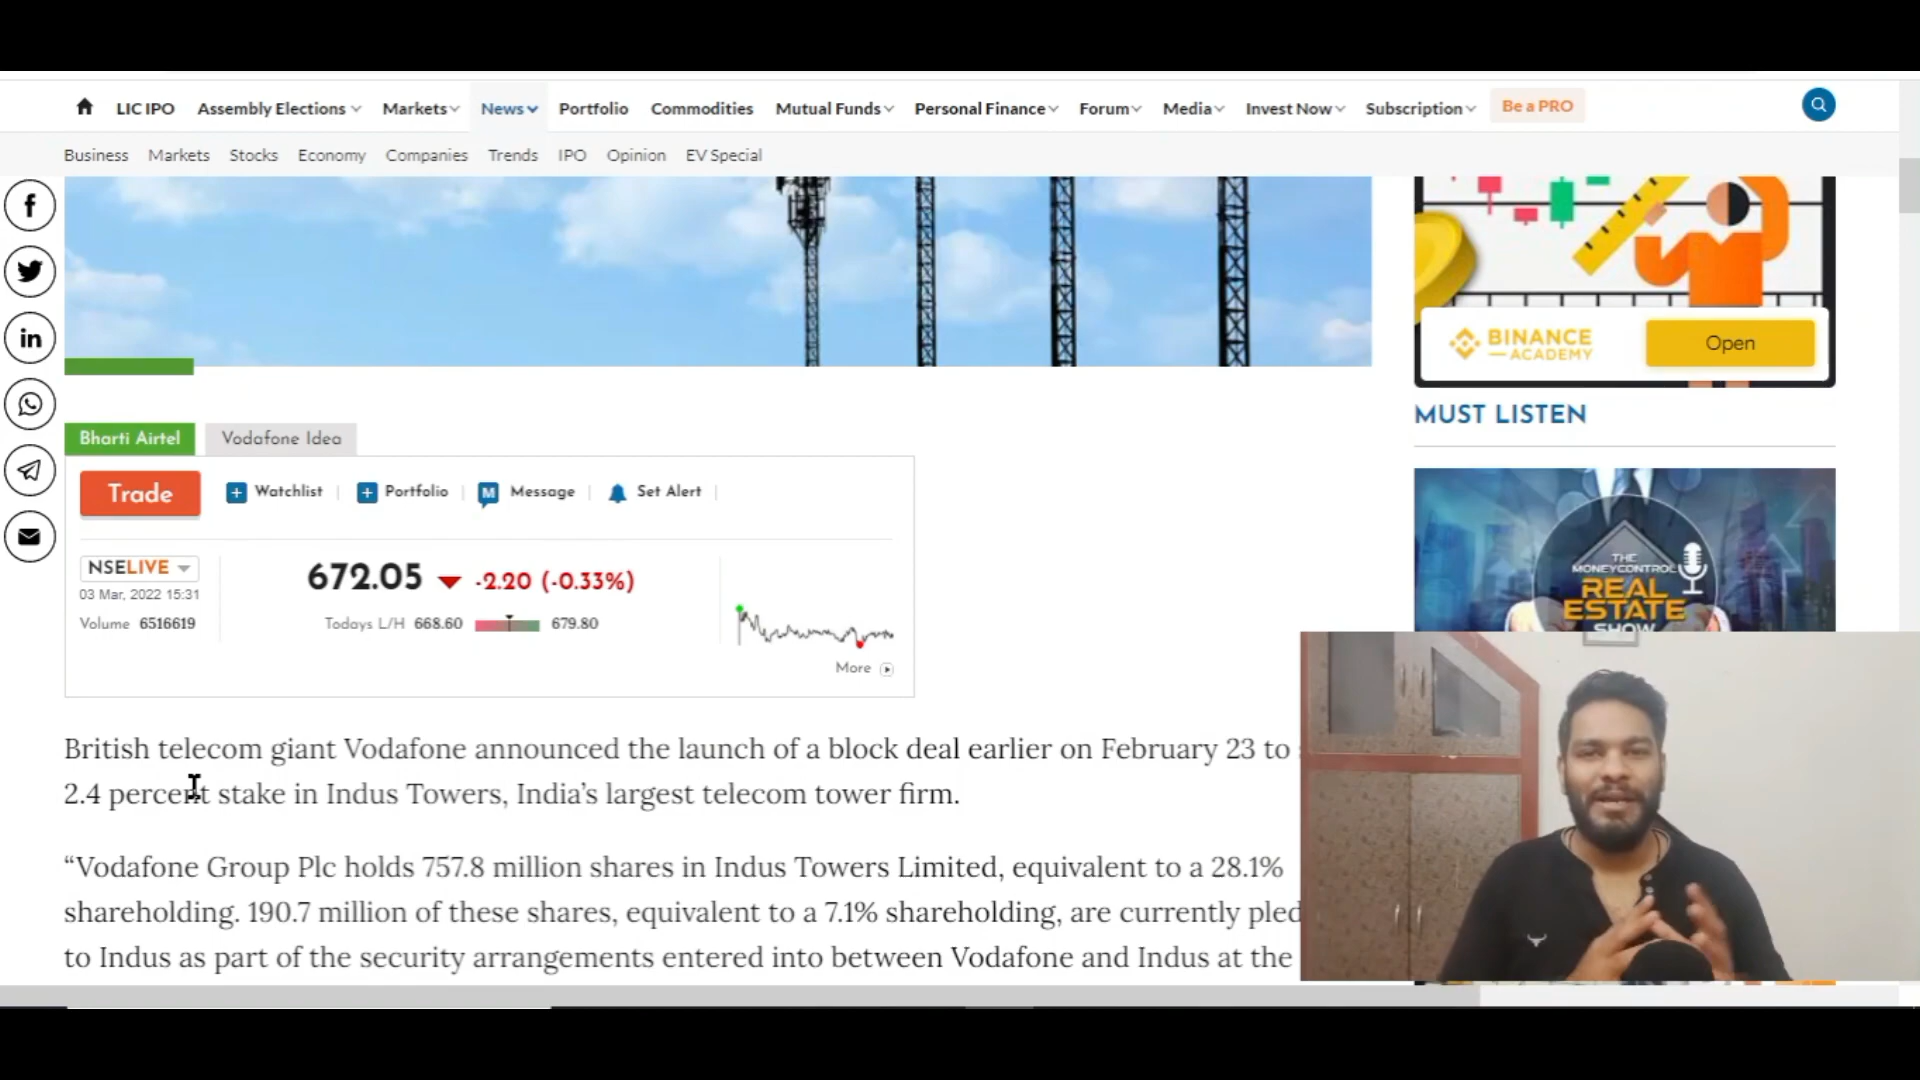 LIC IPO Assembly Elections Markets News Portfolio Commodities Mutual Funds Personal Finance Forum Media Invest Now Subscription Be a PRO
Business Markets Stocks Economy Companies Trends IPO Opinion EV Special
BINANCE
ACADEMY
Open
MUST LISTEN
Bharti Airtel Vodafone Idea
Trade Watchlist Portfolio Message Set Alert
NSELIVE
03 Mar, 2022 15:31
Volume 6516619
672.05 -2.20 (-0.33%)
Todays L/H 668.60 679.80
More
THE
MONEYCONTROL
REAL
ESTATE
SHOW
British telecom giant Vodafone announced the launch of a block deal earlier on February 23 to
2.4 percent stake in Indus Towers, India's largest telecom tower firm.
“Vodafone Group Plc holds 757.8 million shares in Indus Towers Limited, equivalent to a 28.1%
shareholding. 190.7 million of these shares, equivalent to a 7.1% shareholding, are currently pled
to Indus as part of the security arrangements entered into between Vodafone and Indus at the